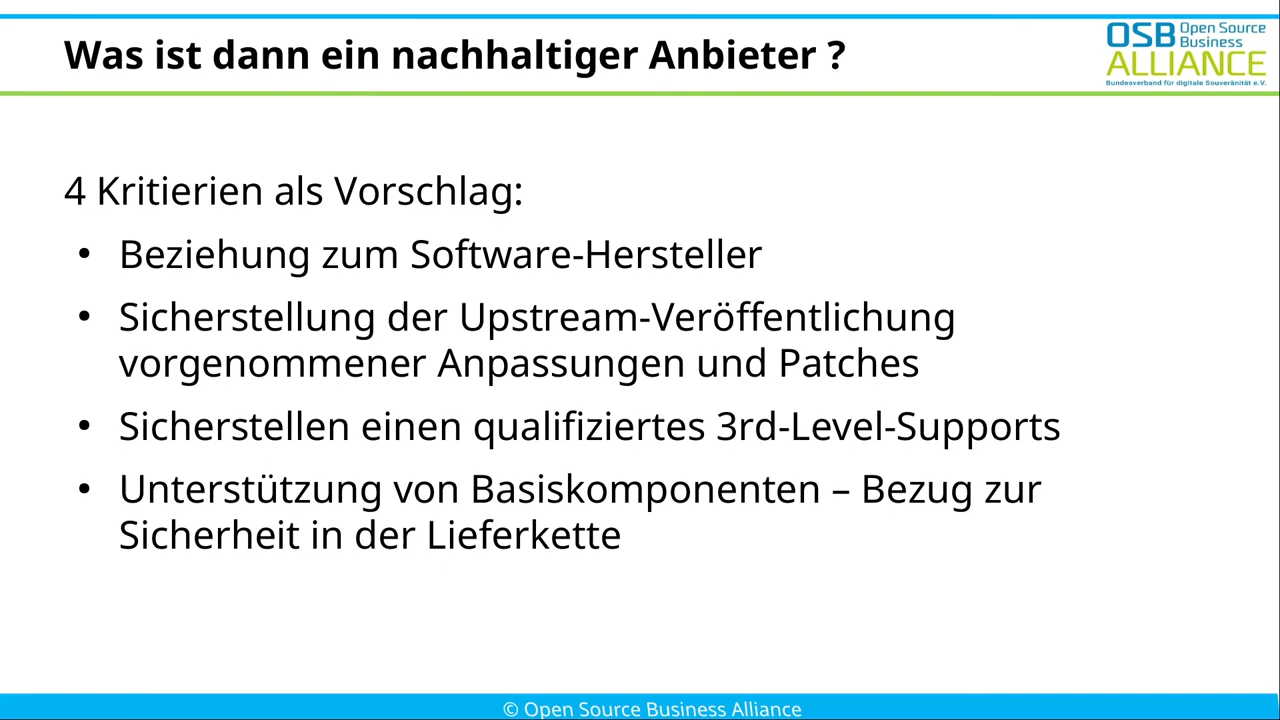 Was ist dann ein nachhaltiger Anbieter ?
OSB Open Source
Business
ALLIANCE
Bundesverband für digitale Souveränität e.V.
4 Kritierien als Vorschlag:
• Beziehung zum Software-Hersteller
• Sicherstellung der Upstream-Veröffentlichung
vorgenommener Anpassungen und Patches
• Sicherstellen einen qualifiziertes 3rd-Level-Supports
• Unterstützung von Basiskomponenten – Bezug zur
Sicherheit in der Lieferkette
© Open Source Business Alliance